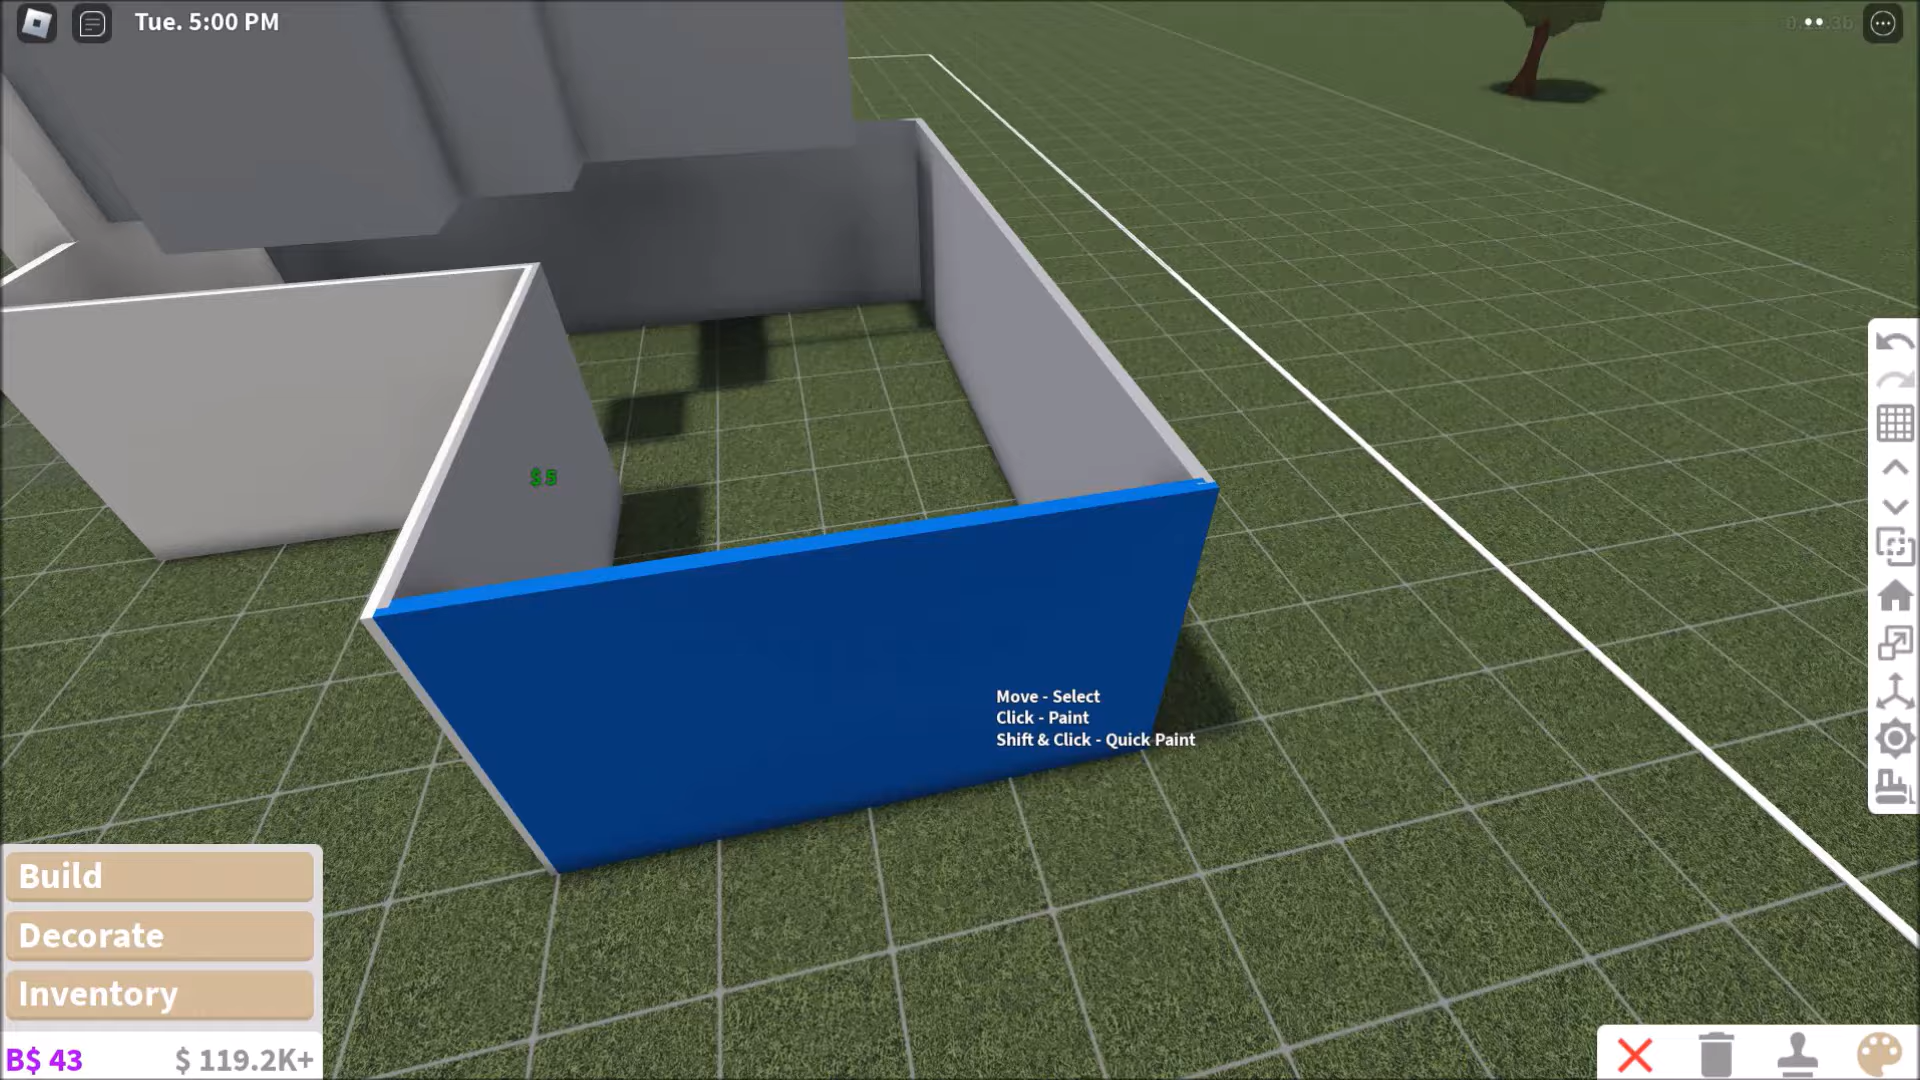 Tue. 5:00 PM
$ 5
Move - Select
Click - Paint
Shift & Click - Quick Paint
Build
Decorate
Inventory
B$ 43
$ 119.2K+